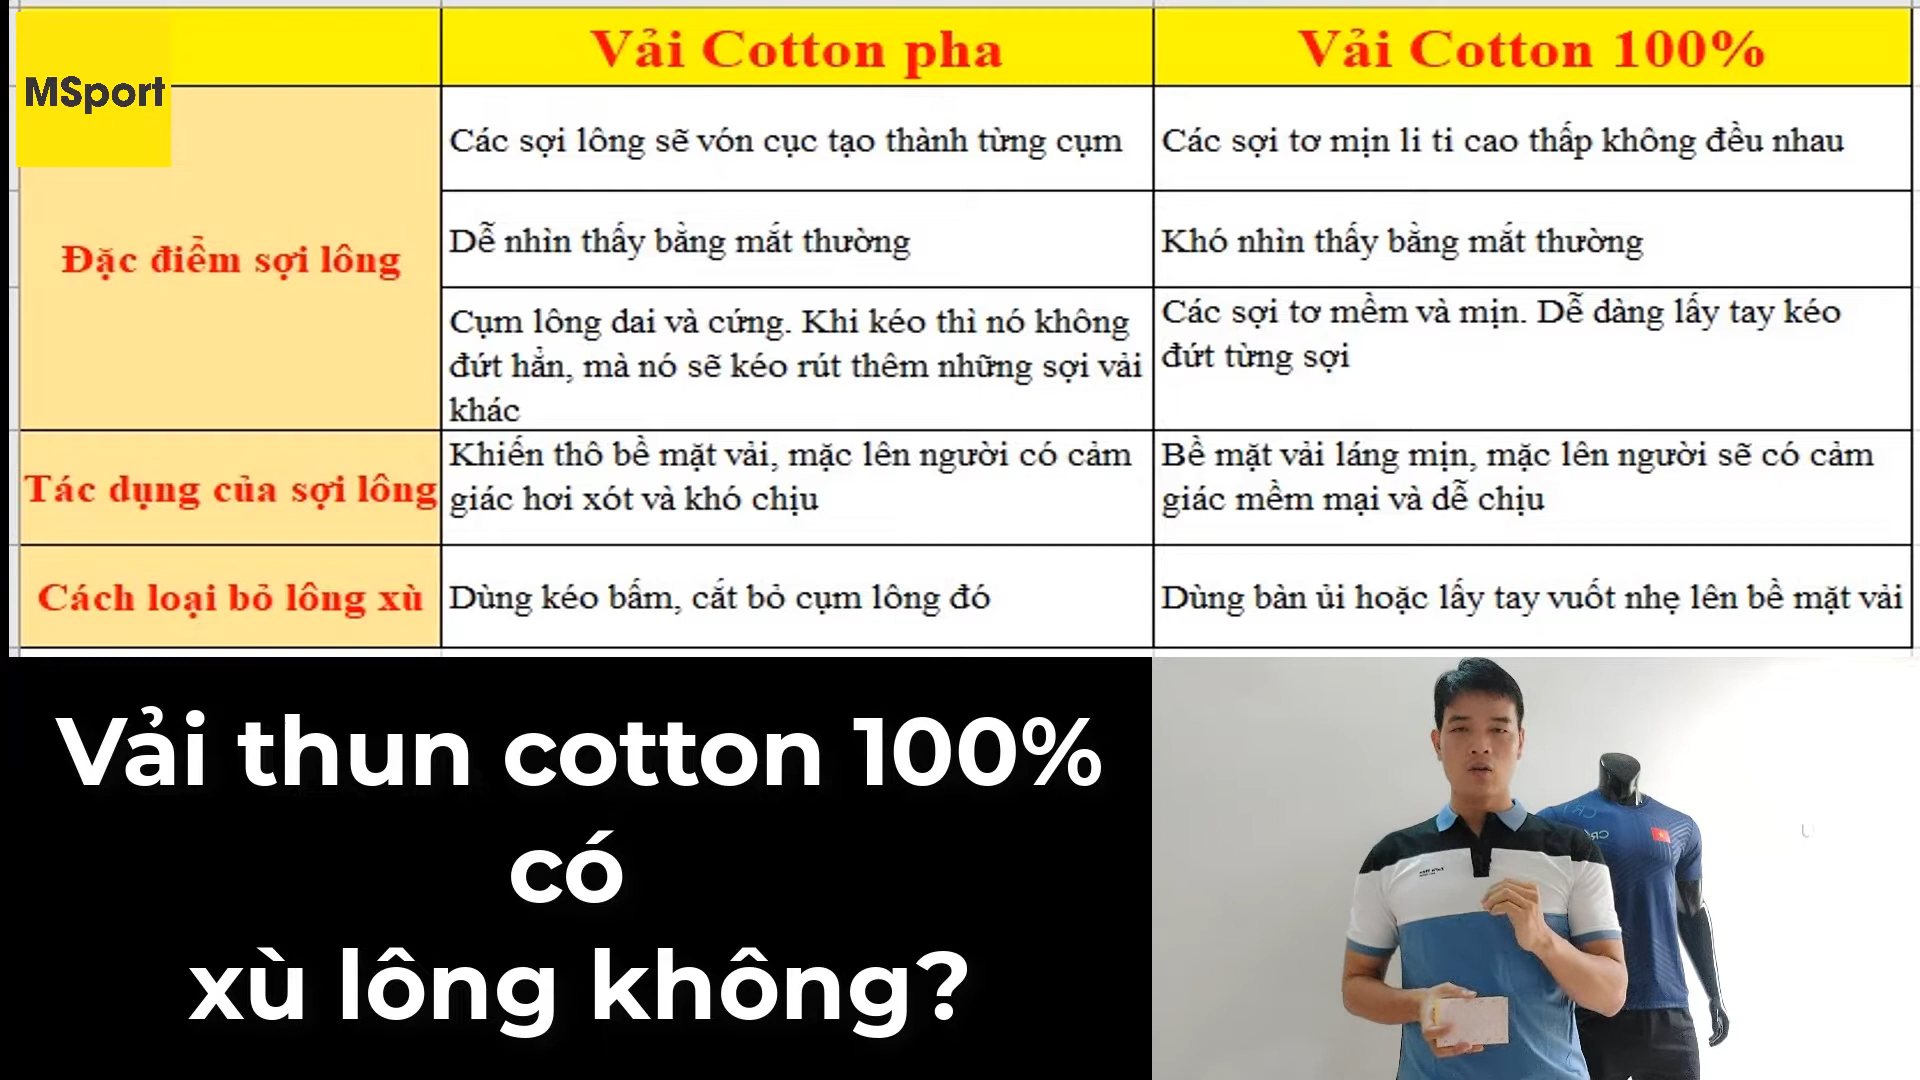 MSport
Vải Cotton pha
Vải Cotton 100%
Đặc điểm sợi lông
Các sợi lông sẽ vón cục tạo thành từng cụm
Các sợi tơ mịn li ti cao thấp không đều nhau
Dễ nhìn thấy bằng mắt thường
Khó nhìn thấy bằng mắt thường
Cụm lông dai và cứng. Khi kéo thì nó không
đứt hẳn, mà nó sẽ kéo rút thêm những sợi vải
khác
Các sợi tơ mềm và mịn. Dễ dàng lấy tay kéo
đứt từng sợi
Tác dụng của sợi lông
Khiến thô bề mặt vải, mặc lên người có cảm
giác hơi xót và khó chịu
Bề mặt vải láng mịn, mặc lên người sẽ có cảm
giác mềm mại và dễ chịu
Cách loại bỏ lông xù
Dùng kéo bấm, cắt bỏ cụm lông đó
Dùng bàn ủi hoặc lấy tay vuốt nhẹ lên bề mặt vải
Vải thun cotton 100%
có
xù lông không?